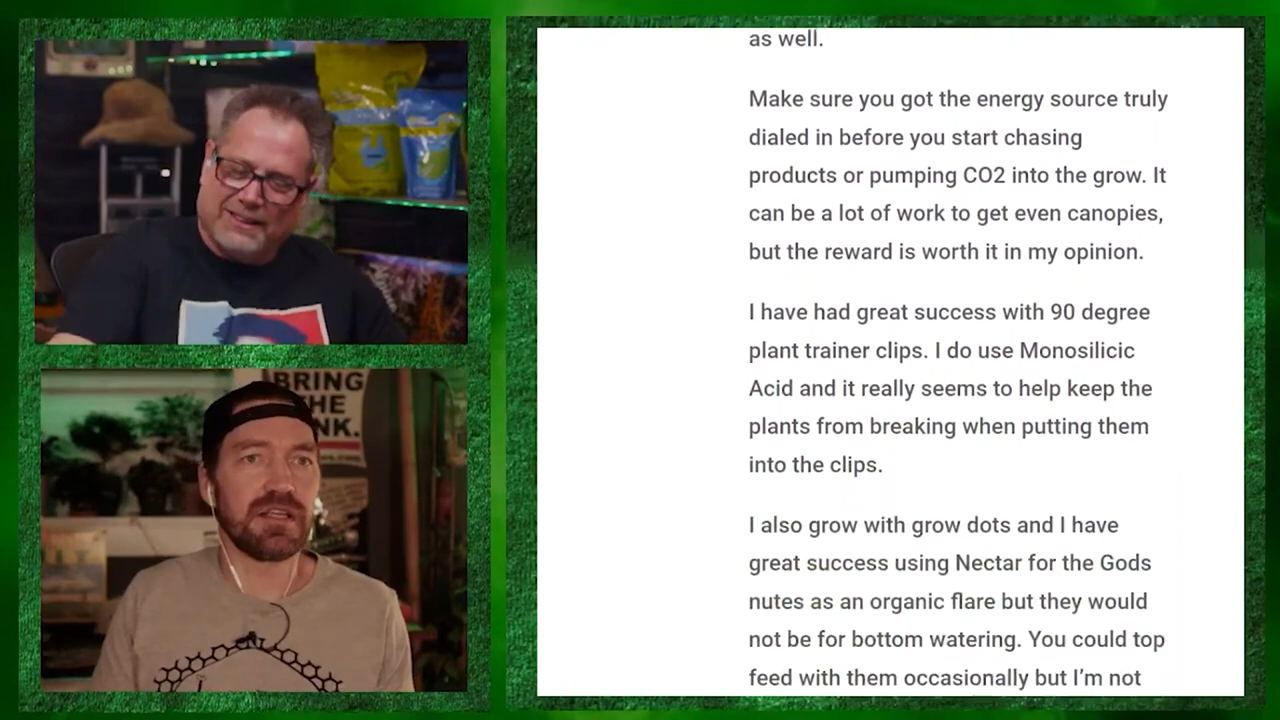 as well.
Make sure you got the energy source truly
dialed in before you start chasing
products or pumping CO2 into the grow. It
can be a lot of work to get even canopies,
but the reward is worth it in my opinion.
I have had great success with 90 degree
plant trainer clips. I do use Monosilicic
Acid and it really seems to help keep the
plants from breaking when putting them
into the clips.
I also grow with grow dots and I have
great success using Nectar for the Gods
nutes as an organic flare but they would
not be for bottom watering. You could top
feed with them occasionally but I'm not
BRING
HE
NK.